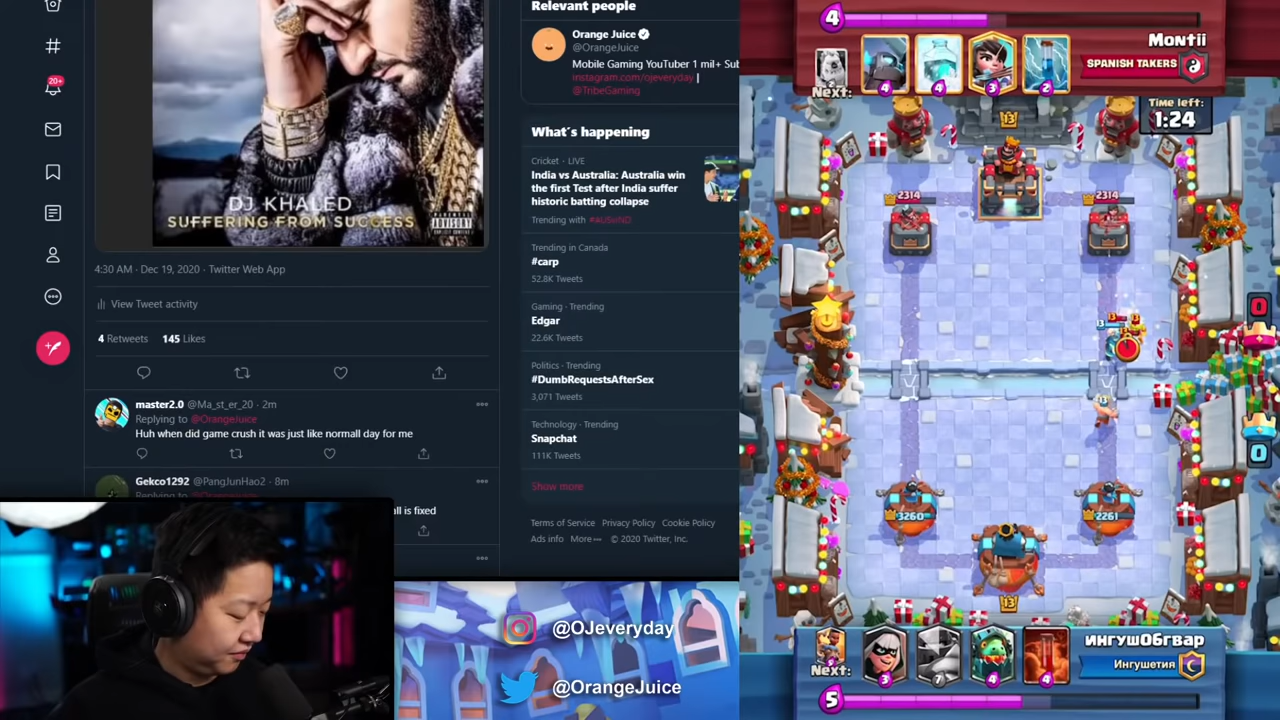 DJ KHALED
SUFFERING FROM SUCCESS
PARENTAL
ADVISORY
4:30 AM · Dec 19, 2020 · Twitter Web App
View Tweet activity
4 Retweets 145 Likes
master2.0 @Ma_st_er_20 · 2m
Replying to @OrangeJuice
Huh when did game crush it was just like normall day for me
Gekco1292 @PangJunHao2 · 8m
Replying to
all is fixed
20+
Relevant people
Orange Juice
@OrangeJuice
Mobile Gaming YouTuber 1 mil+ Sub
instagram.com/ojeveryday |
@TribeGaming
What's happening
Cricket · LIVE
India vs Australia: Australia win
the first Test after India suffer
historic batting collapse
Trending with #AUSvIND
Trending in Canada
#carp
52.8K Tweets
Gaming · Trending
Edgar
22.6K Tweets
Politics · Trending
#DumbRequestsAfterSex
3,071 Tweets
Technology · Trending
Snapchat
111K Tweets
Show more
Terms of Service Privacy Policy Cookie Policy
Ads info More © 2020 Twitter, Inc.
@OJeveryday
@OrangeJuice
4
Montii
SPANISH TAKERS
Next:
4 4 3 2
Time left:
1:24
13
2314 2314
13
0
0
3260 2261
13
ингушОбгвар
Ингушетия
Next:
3 7 4 4
5